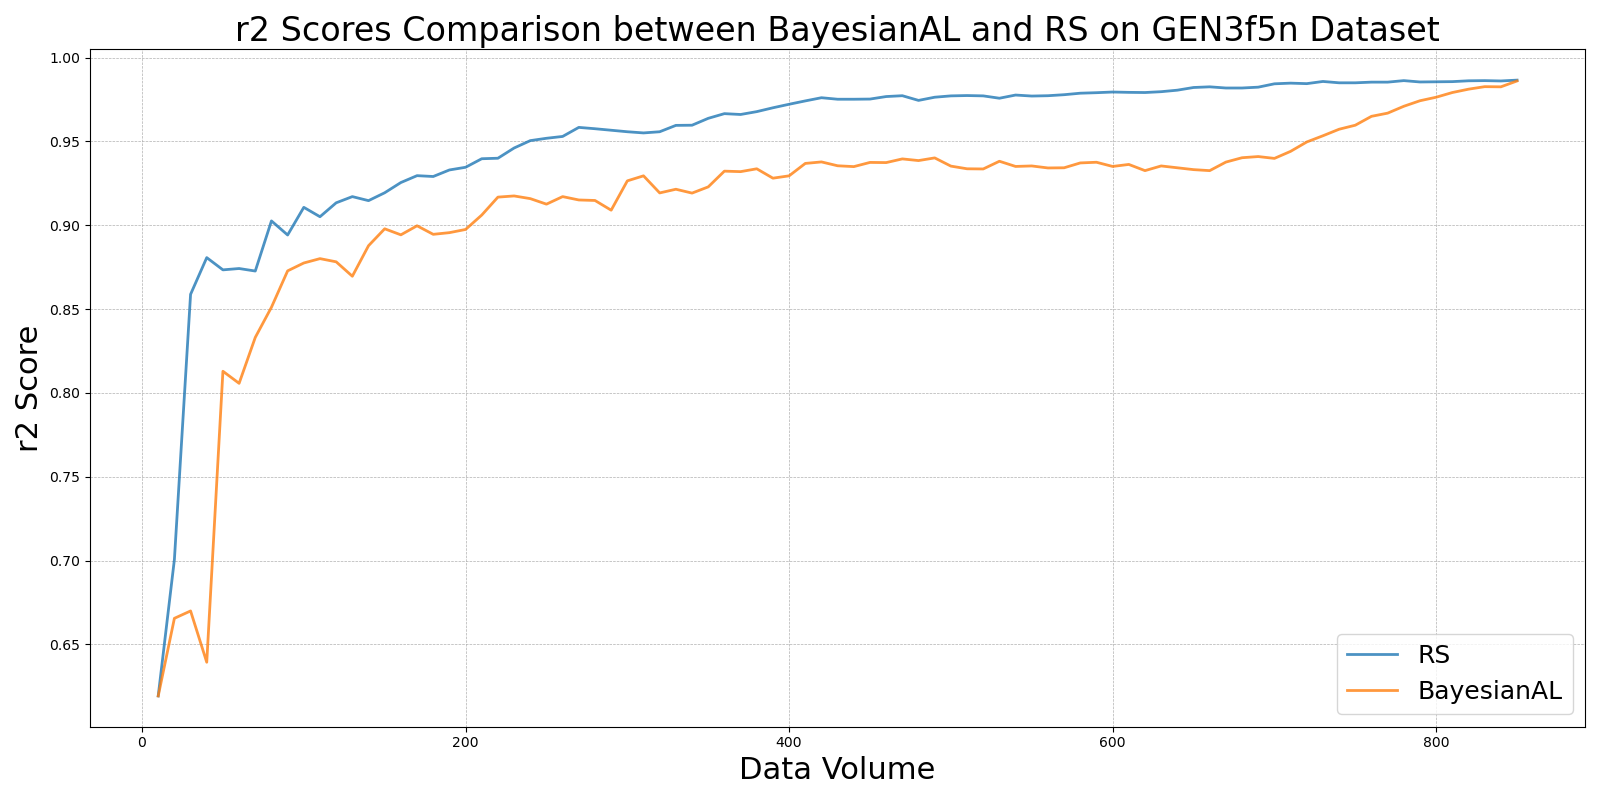 r2 Scores Comparison between BayesianAL and RS on GEN3f5n Dataset
1.00
0.95
0.90
0.85
0.80
0.75
0.70
0.65
r2 Score
RS
BayesianAL
0 200 400 600 800
Data Volume